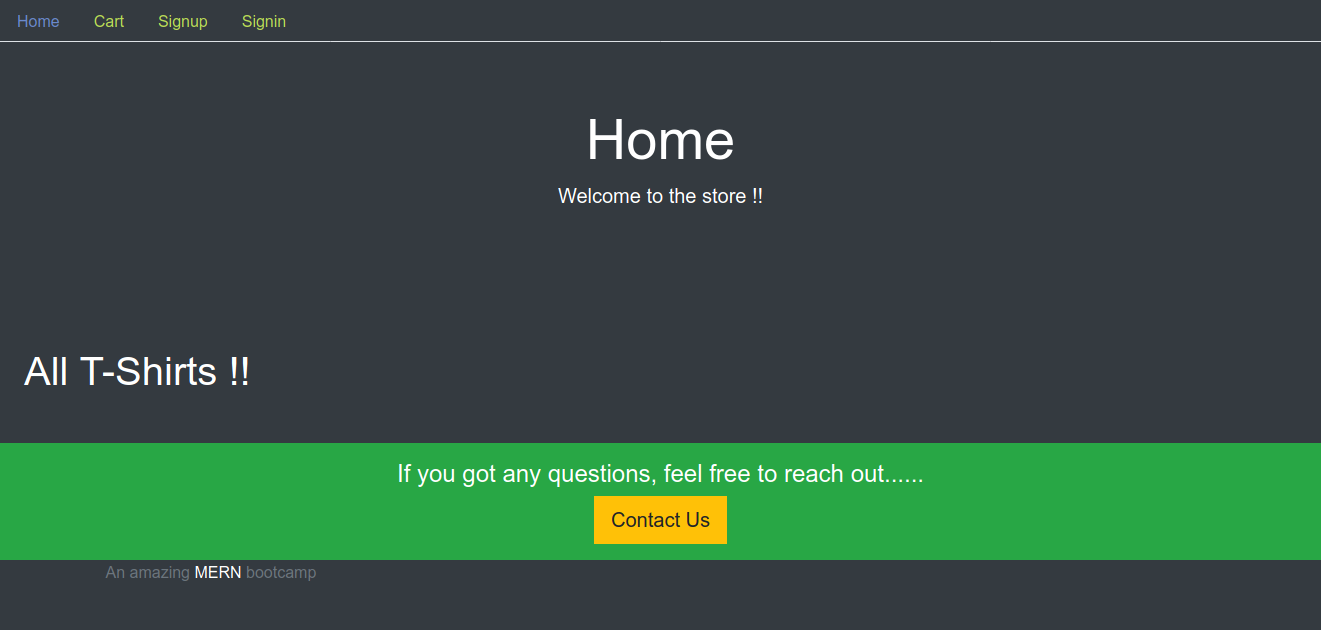 Home Cart Signup Signin
Home
Welcome to the store !!
All T-Shirts !!
If you got any questions, feel free to reach out......
Contact Us
An amazing MERN bootcamp